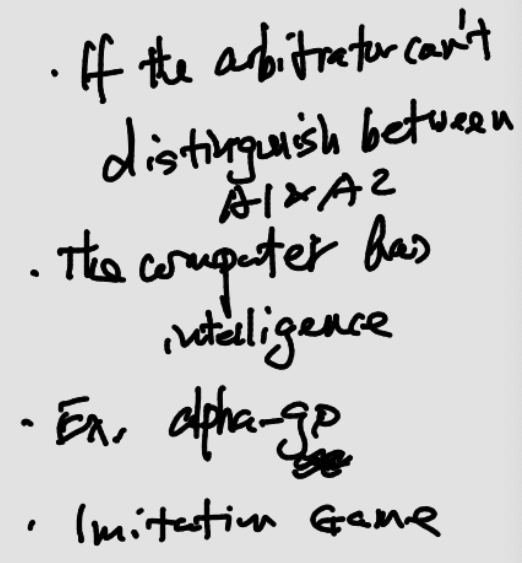 · If the arbitrator can't
distinguish between
A1 & A2
· The computer has
intelligence
· Ex. alpha-go
· Imitation Game